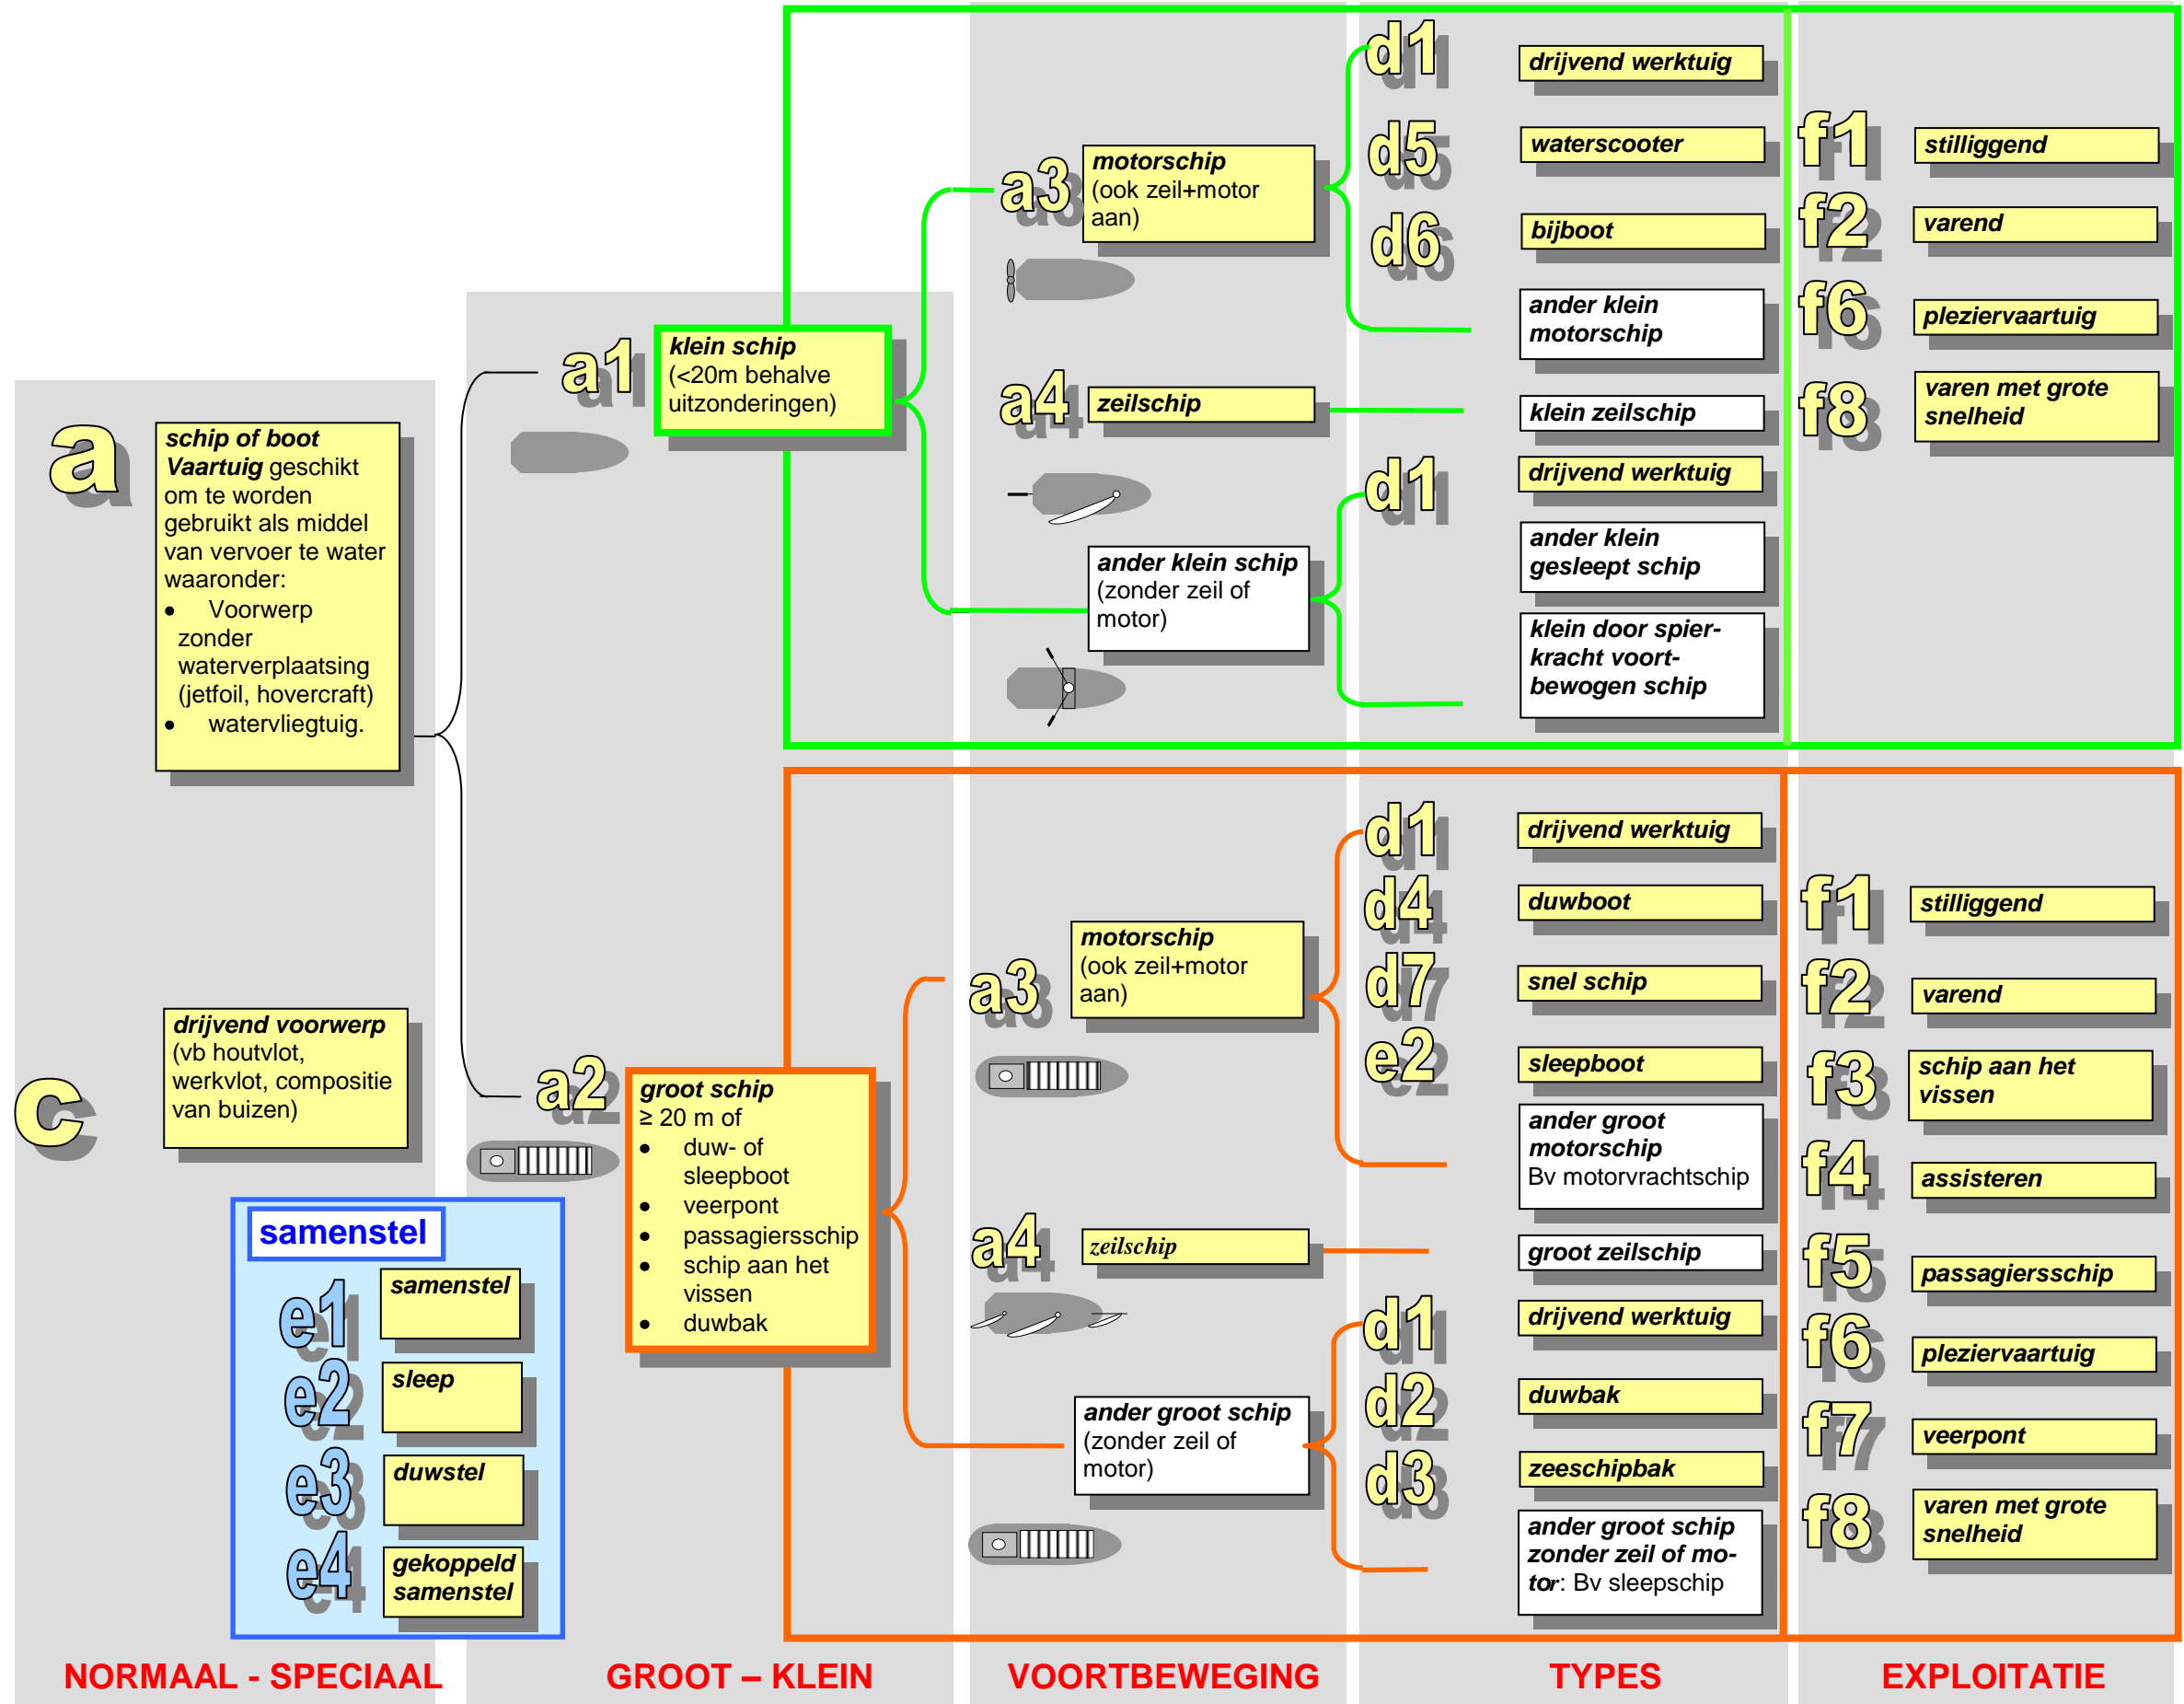 a
schip of boot
Vaartuig geschikt
om te worden
gebruikt als middel
van vervoer te water
waaronder:
• Voorwerp
zonder
waterverplaatsing
(jetfoil, hovercraft)
• watervliegtuig.
c
drijvend voorwerp
(vb houtvlot,
werkvlot, compositie
van buizen)
samenstel
e1
samenstel
e2
sleep
e3
duwstel
e4
gekoppeld
samenstel
NORMAAL - SPECIAAL
a1
klein schip
(<20m behalve
uitzonderingen)
a2
groot schip
≥ 20 m of
• duw- of
sleepboot
• veerpont
• passagiersschip
• schip aan het
vissen
• duwbak
GROOT – KLEIN
a3
motorschip
(ook zeil+motor
aan)
a4
zeilschip
ander klein schip
(zonder zeil of
motor)
a3
motorschip
(ook zeil+motor
aan)
a4
zeilschip
ander groot schip
(zonder zeil of
motor)
VOORTBEWEGING
d1
drijvend werktuig
d5
waterscooter
d6
bijboot
ander klein
motorschip
klein zeilschip
d1
drijvend werktuig
ander klein
gesleept schip
klein door spier-
kracht voort-
bewogen schip
d1
drijvend werktuig
d4
duwboot
d7
snel schip
e2
sleepboot
ander groot
motorschip
Bv motorvrachtschip
groot zeilschip
d1
drijvend werktuig
d2
duwbak
d3
zeeschipbak
ander groot schip
zonder zeil of mo-
tor: Bv sleepschip
TYPES
f1
stilliggend
f2
varend
f6
pleziervaartuig
f8
varen met grote
snelheid
f1
stilliggend
f2
varend
f3
schip aan het
vissen
f4
assisteren
f5
passagiersschip
f6
pleziervaartuig
f7
veerpont
f8
varen met grote
snelheid
EXPLOITATIE